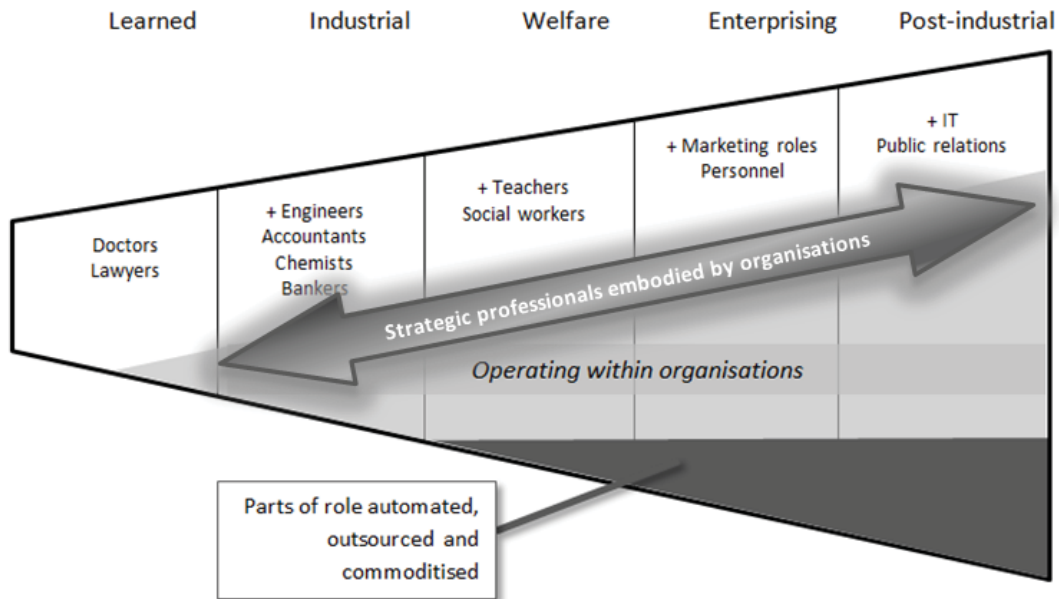 Learned Industrial Welfare Enterprising Post-industrial
Doctors
Lawyers
+ Engineers
Accountants
Chemists
Bankers
+ Teachers
Social workers
+ Marketing roles
Personnel
+ IT
Public relations
Strategic professionals embodied by organisations
Operating within organisations
Parts of role automated,
outsourced and
commoditised